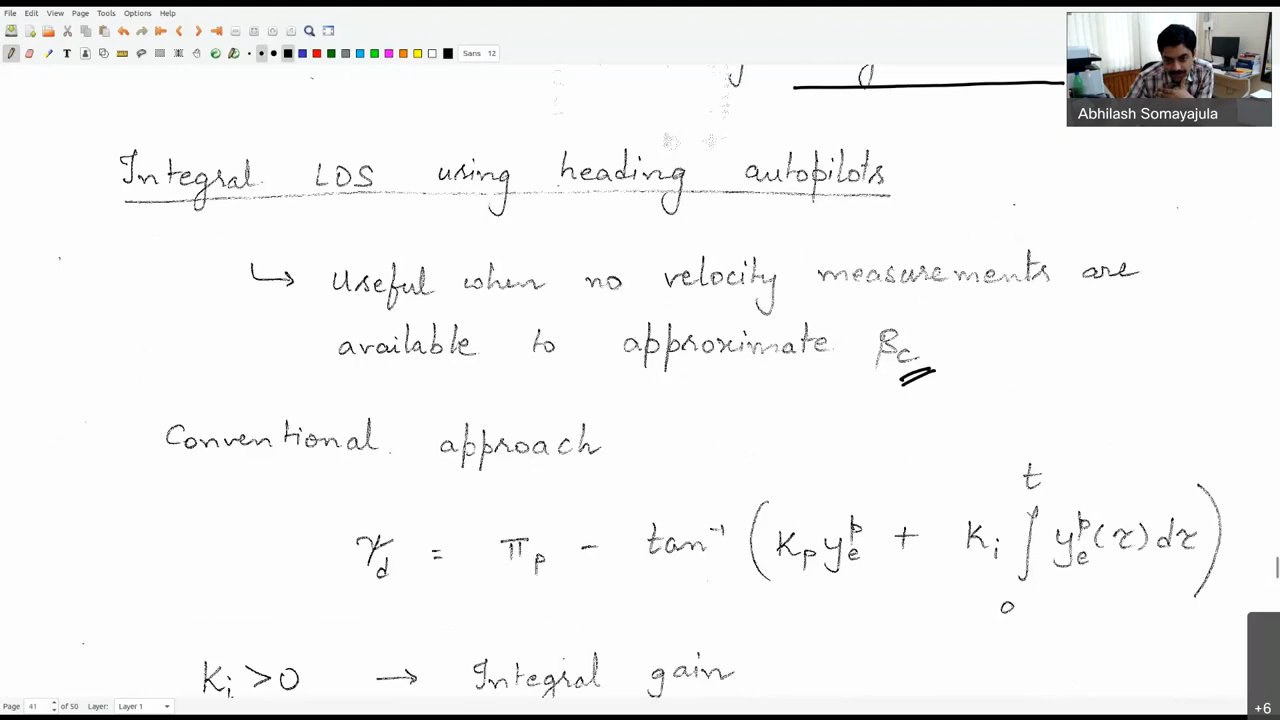 File Edit View Page Tools Options Help
Sans 12
Abhilash Somayajula
Integral LOS using heading autopilots
↳ Useful when no velocity measurements are
available to approximate βc
Conventional approach
ψd = πp - tan⁻¹ ( Kp yeᵖ + Ki ∫₀ᵗ yeᵖ(τ) dτ )
Ki > 0 → Integral gain
Page 41 of 50 Layer: Layer 1
+6